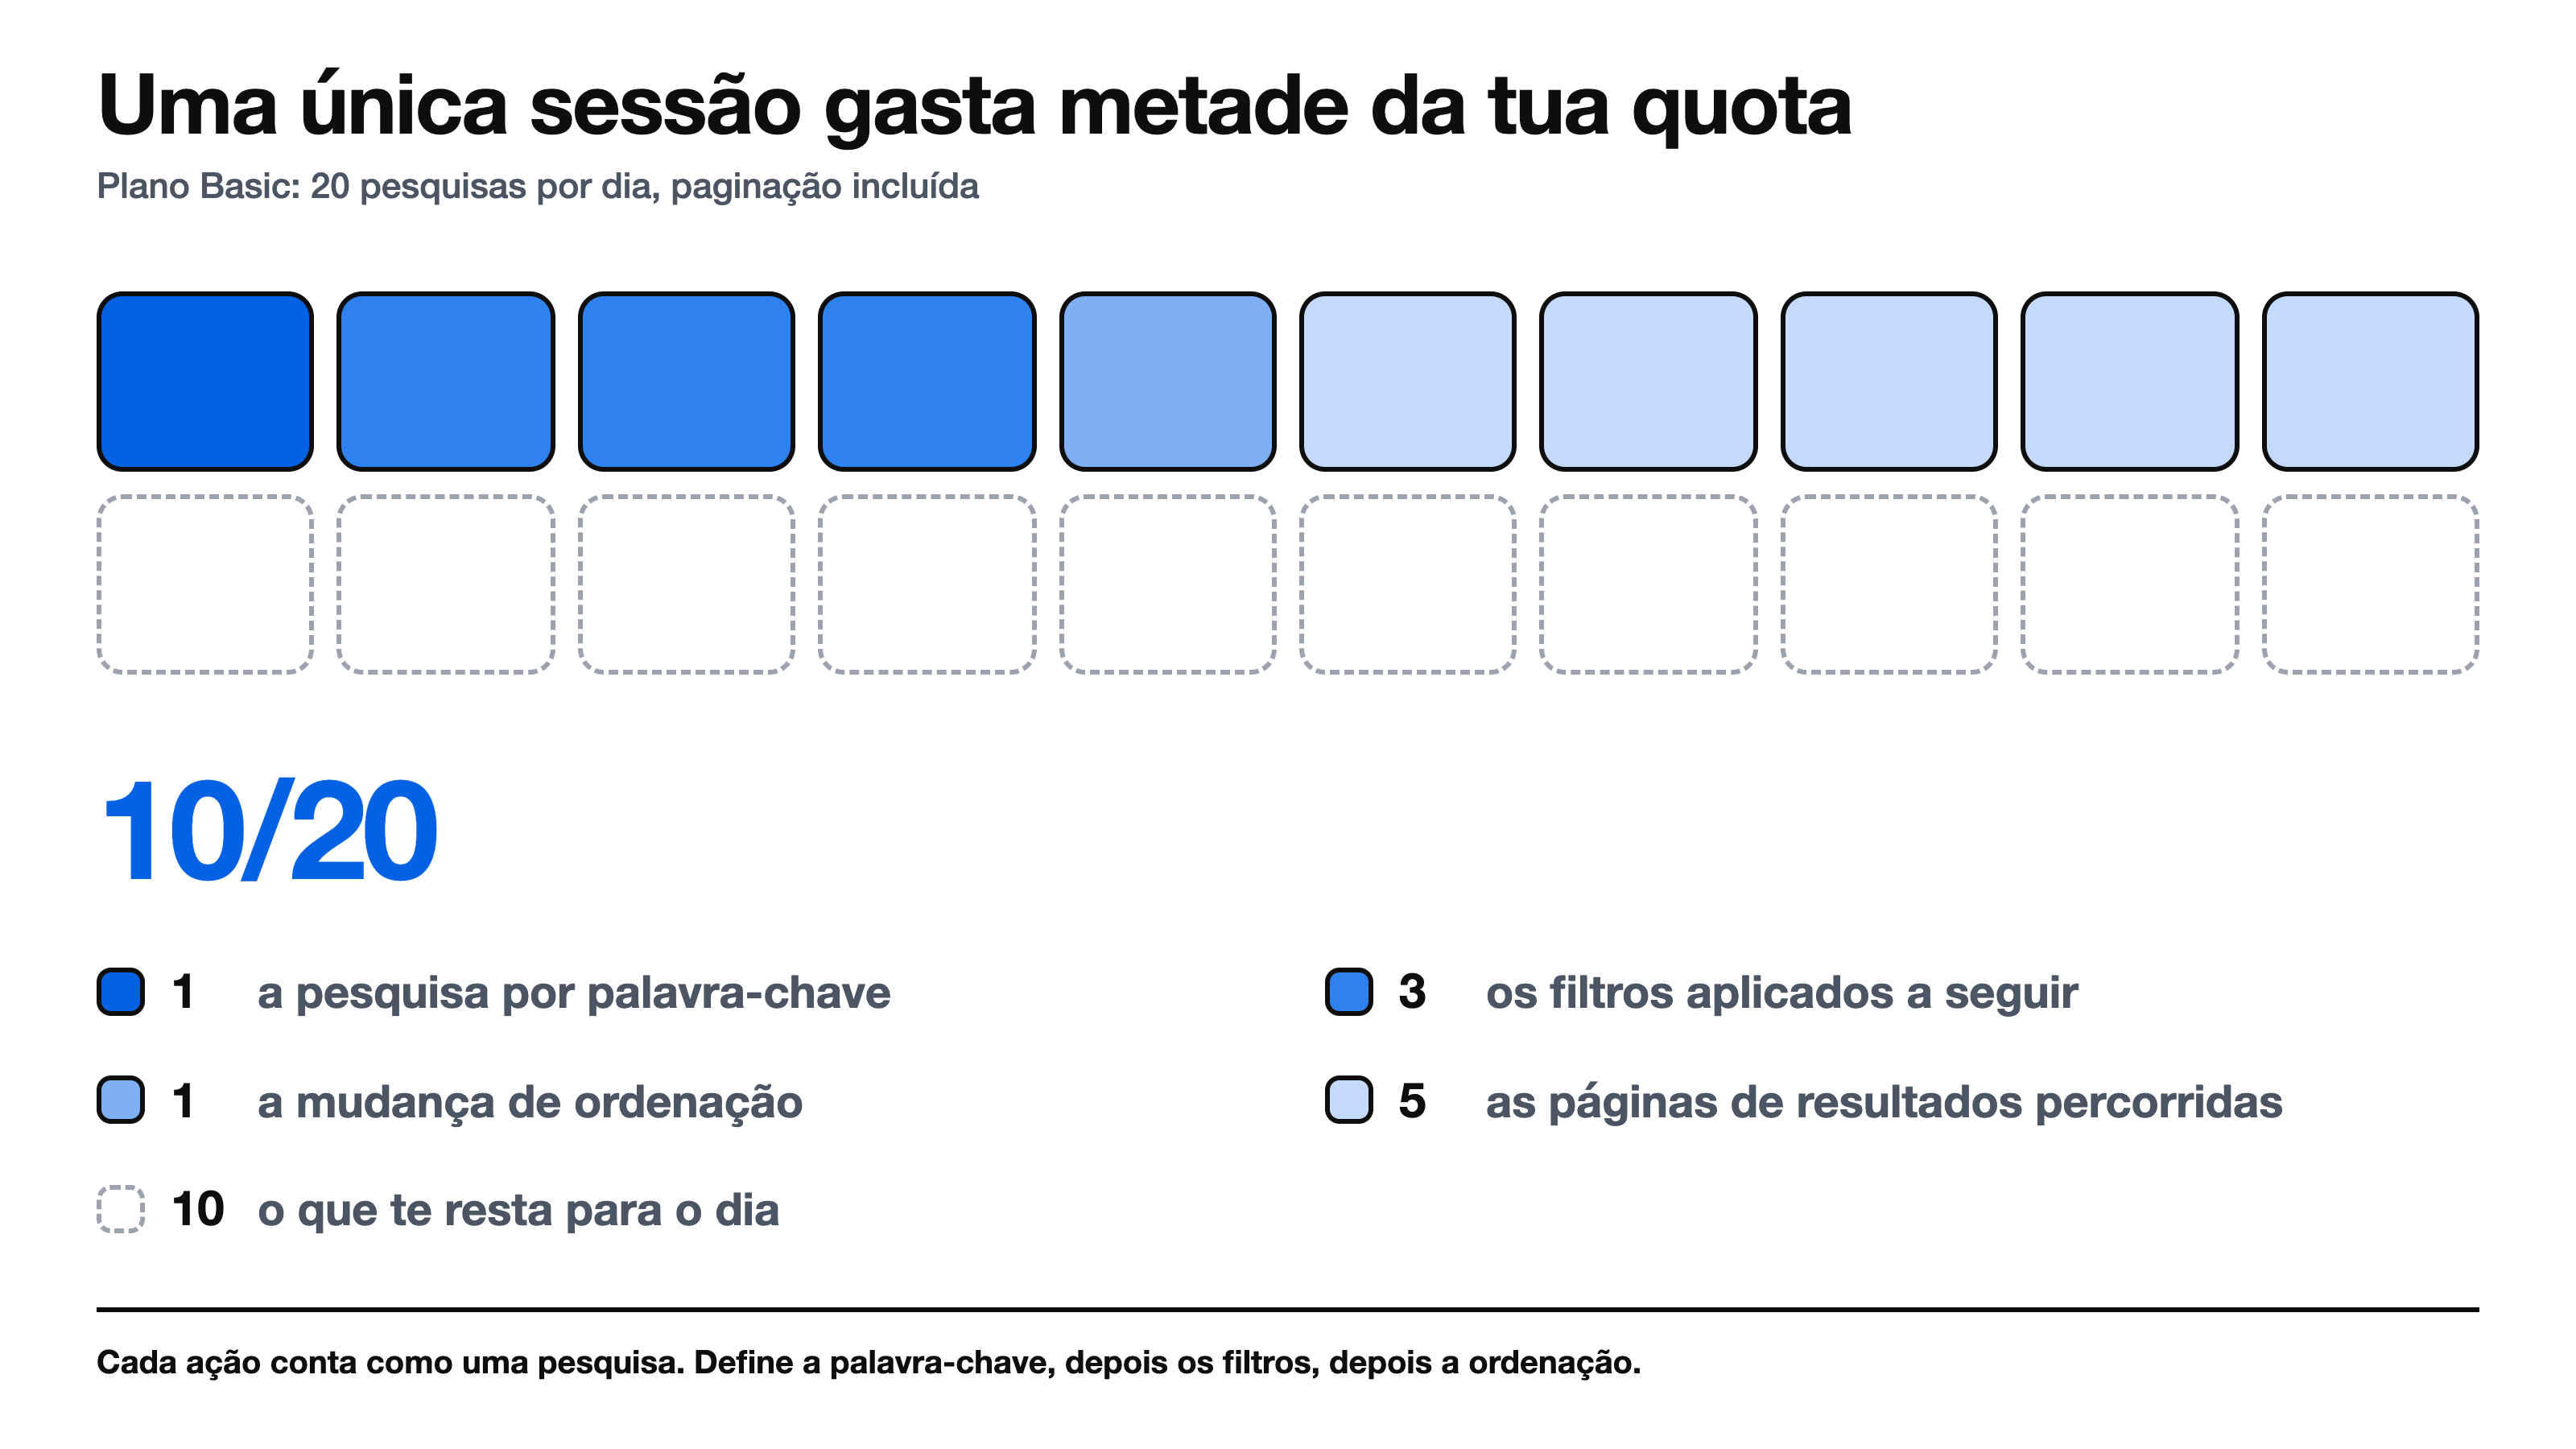 Uma única sessão gasta metade da tua quota
Plano Basic: 20 pesquisas por dia, paginação incluída
10/20
1 a pesquisa por palavra-chave
3 os filtros aplicados a seguir
1 a mudança de ordenação
5 as páginas de resultados percorridas
10 o que te resta para o dia
Cada ação conta como uma pesquisa. Define a palavra-chave, depois os filtros, depois a ordenação.